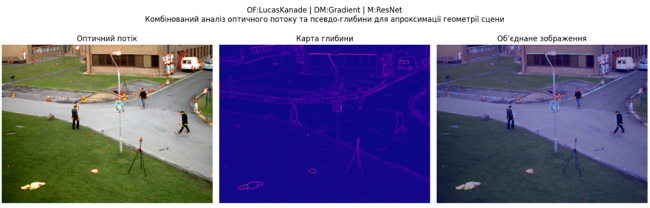 OF:LucasKanade | DM:Gradient | M:ResNet
Комбінований аналіз оптичного потоку та псевдо-глибини для апроксимації геометрії сцени
Оптичний потік
Карта глибини
Об'єднане зображення